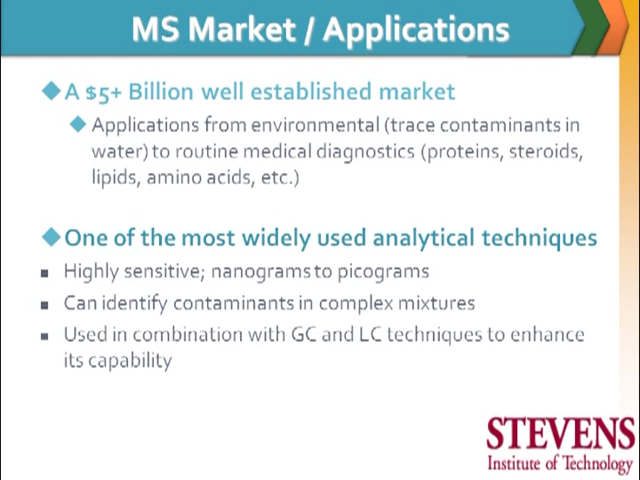 MS Market / Applications
A $5+ Billion well established market
Applications from environmental (trace contaminants in
water) to routine medical diagnostics (proteins, steroids,
lipids, amino acids, etc.)
One of the most widely used analytical techniques
Highly sensitive; nanograms to picograms
Can identify contaminants in complex mixtures
Used in combination with GC and LC techniques to enhance
its capability
STEVENS
Institute of Technology